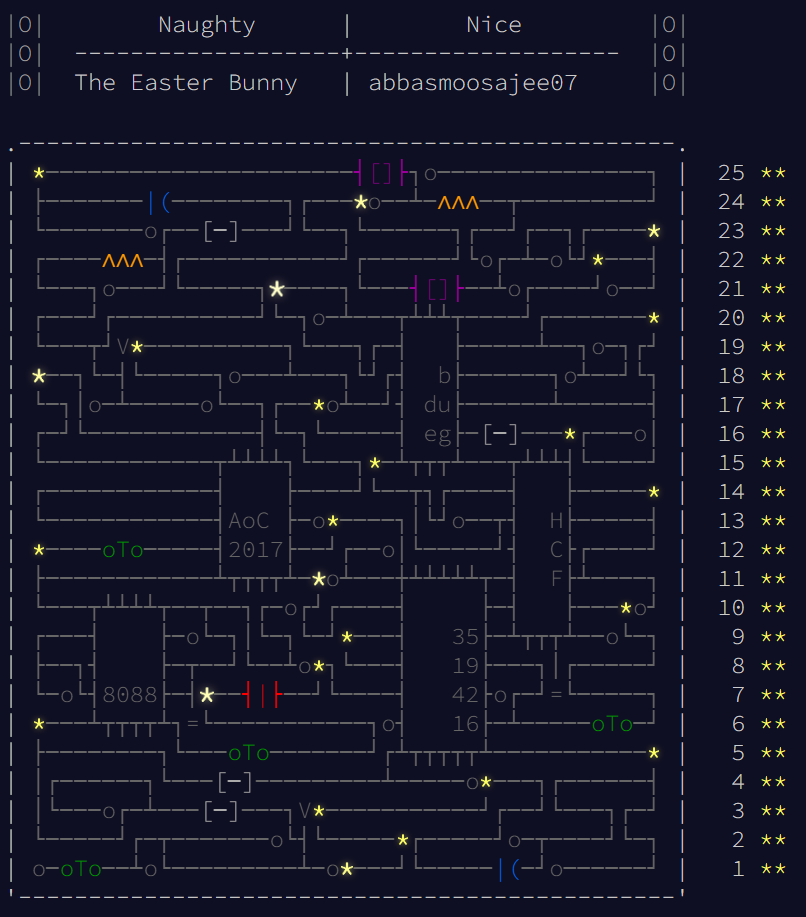 Naughty | Nice
The Easter Bunny | abbasmoosajee07
25 **
24 **
23 **
22 **
21 **
20 **
19 **
b 18 **
du 17 **
eg 16 **
15 **
14 **
AoC H 13 **
2017 C 12 **
F 11 **
10 **
35 9 **
19 8 **
8088 42 7 **
16 6 **
5 **
4 **
3 **
2 **
1 **